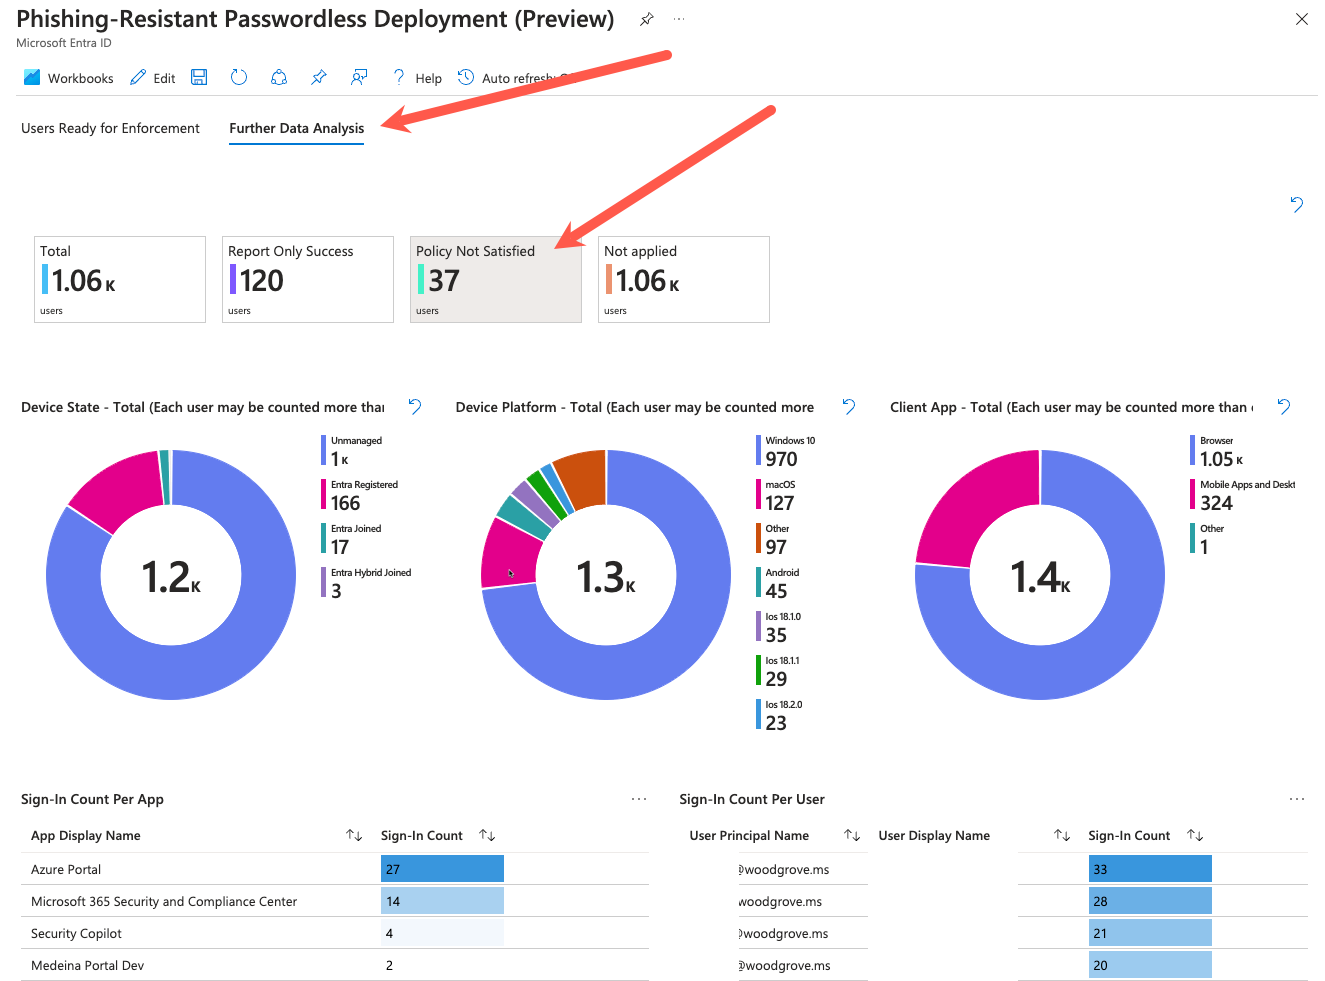 Phishing-Resistant Passwordless Deployment (Preview)
Microsoft Entra ID
Workbooks
Edit
Help
Auto refresh:
Users Ready for Enforcement
Further Data Analysis
Total
1.06 K
users
Report Only Success
120
users
Policy Not Satisfied
37
users
Not applied
1.06 K
users
Device State - Total (Each user may be counted more than
Device Platform - Total (Each user may be counted more
Client App - Total (Each user may be counted more than
Unmanaged
1 K
Entra Registered
166
Entra Joined
17
Entra Hybrid Joined
3
1.2 K
Windows 10
970
macOS
127
Other
97
Android
45
Ios 18.1.0
35
Ios 18.1.1
29
Ios 18.2.0
23
1.3 K
Browser
1.05 K
Mobile Apps and Deskt
324
Other
1
1.4 K
Sign-In Count Per App
App Display Name Sign-In Count
Azure Portal 27
Microsoft 365 Security and Compliance Center 14
Security Copilot 4
Medeina Portal Dev 2
Sign-In Count Per User
User Principal Name User Display Name Sign-In Count
@woodgrove.ms 33
woodgrove.ms 28
@woodgrove.ms 21
@woodgrove.ms 20